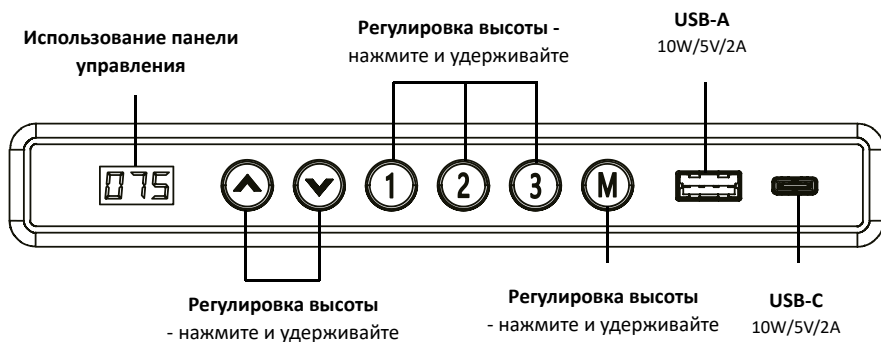 Использование панели
управления
Регулировка высоты -
нажмите и удерживайте
USB-A
10W/5V/2A
075
1
2
3
M
Регулировка высоты
- нажмите и удерживайте
Регулировка высоты
- нажмите и удерживайте
USB-C
10W/5V/2A